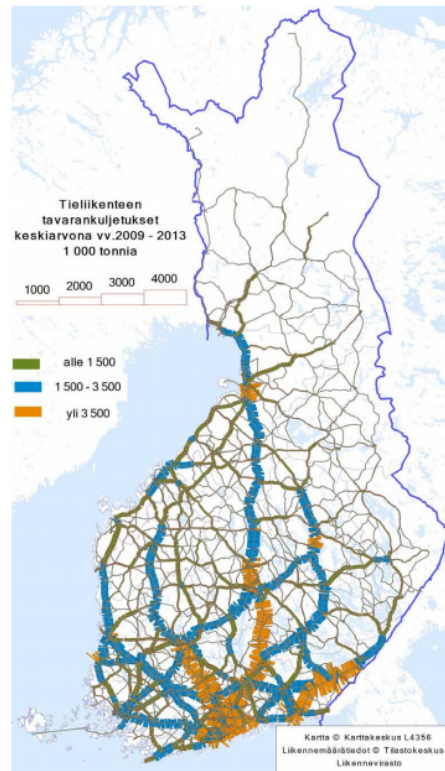 Tieliikenteen
tavarankuljetukset
keskiarvona vv.2009 - 2013
1 000 tonnia
1000
2000
3000
4000
alle 1 500
1 500 - 3 500
yli 3 500
Kartta © Karttakeskus L4356
Liikennemäärätiedot © Tilastokeskus
Liikennevirasto